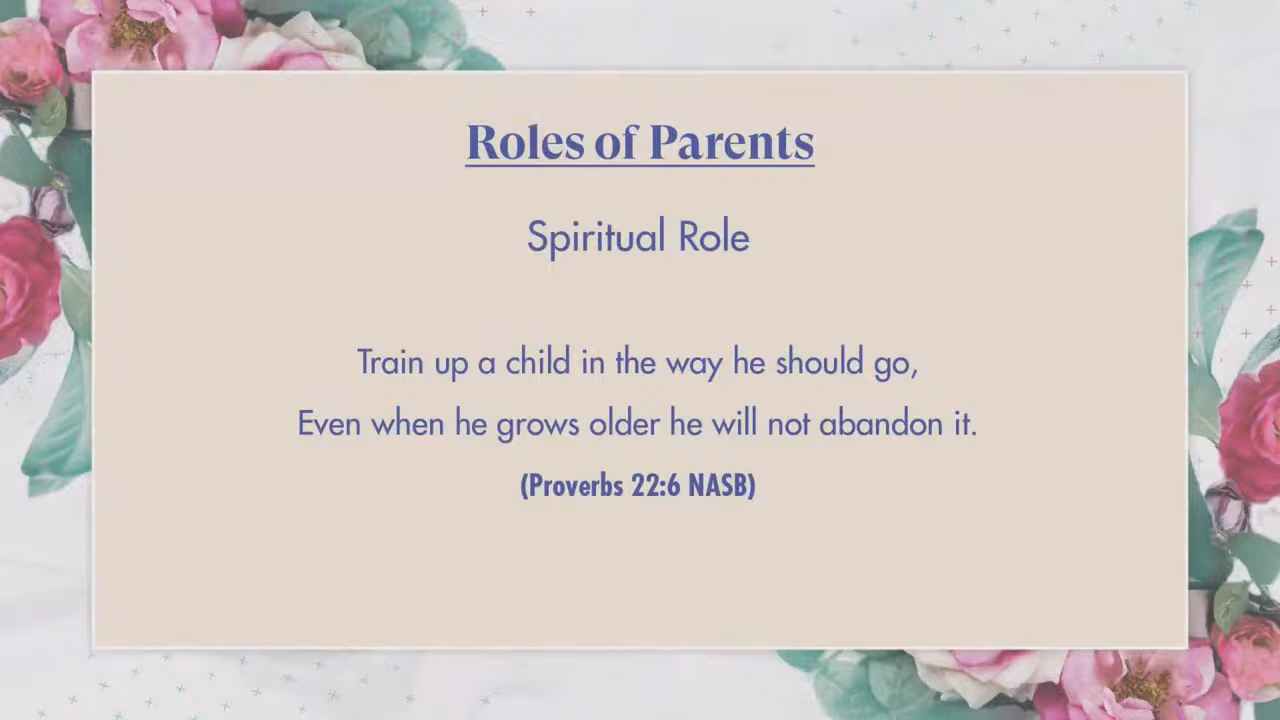 Roles of Parents
Spiritual Role
Train up a child in the way he should go,
Even when he grows older he will not abandon it.
(Proverbs 22:6 NASB)